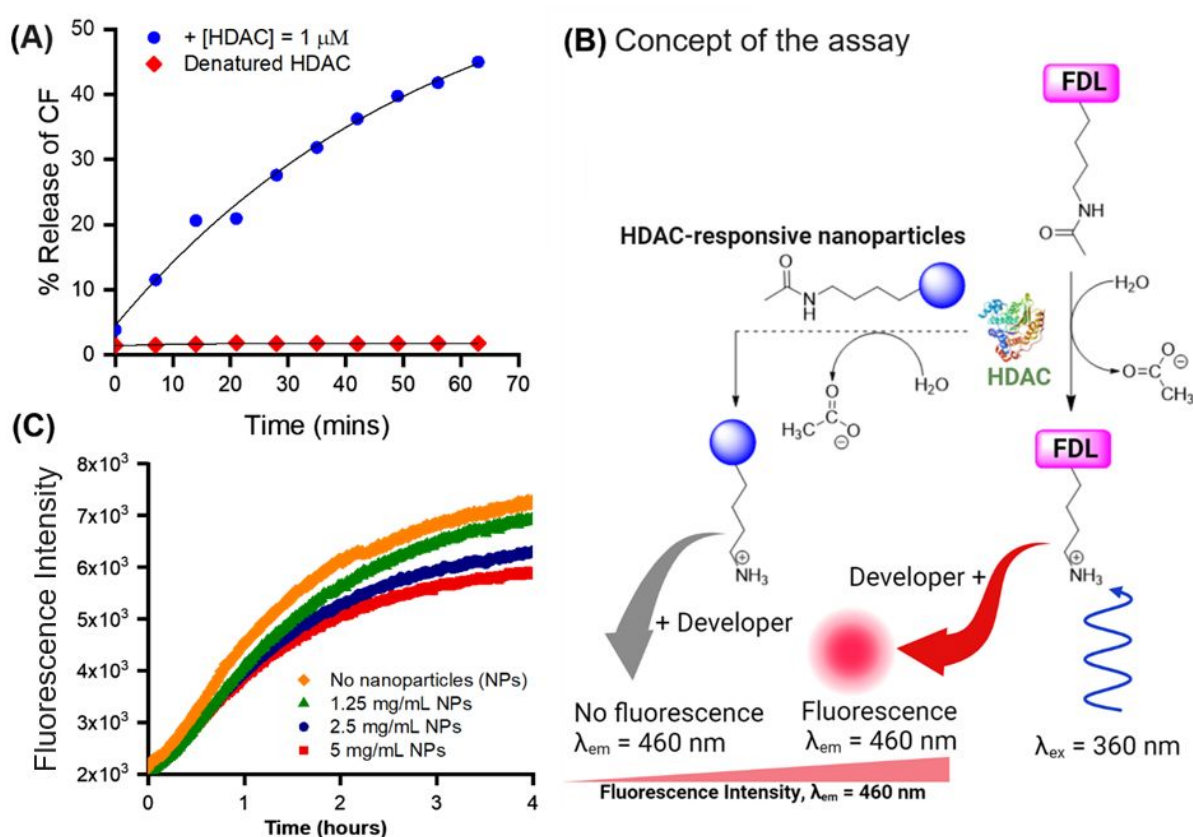 (A)
50
40
30
20
10
0
% Release of CF
+ [HDAC] = 1 μM
Denatured HDAC
0 10 20 30 40 50 60 70
Time (mins)
(B) Concept of the assay
FDL
NH
O
HDAC-responsive nanoparticles
O
N
H
H₂O
HDAC
O
O⊖
CH₃
H₂O
O
H₃C O⊖
FDL
⊕
NH₃
⊕
NH₃
Developer +
+ Developer
No fluorescence
λem = 460 nm
Fluorescence
λem = 460 nm
λex = 360 nm
Fluorescence Intensity, λem = 460 nm
(C)
8x10³
7x10³
6x10³
5x10³
4x10³
3x10³
2x10³
Fluorescence Intensity
No nanoparticles (NPs)
1.25 mg/mL NPs
2.5 mg/mL NPs
5 mg/mL NPs
0 1 2 3 4
Time (hours)